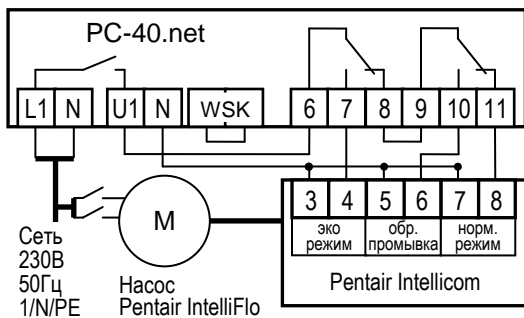 PC-40.net
L1 N U1 N WSK 6 7 8 9 10 11
M
3 4 5 6 7 8
эко режим
обр. промывка
норм. режим
Pentair Intellicom
Сеть
230В
50Гц
1/N/PE
Насос
Pentair IntelliFlo